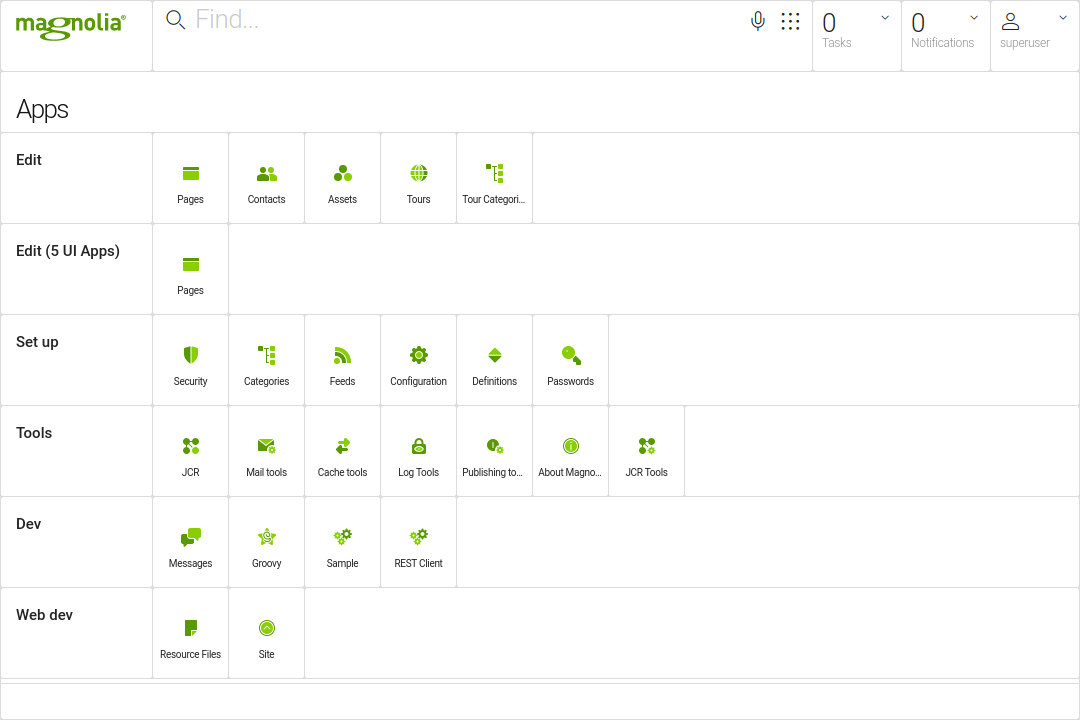 magnolia®
Find...
0
Tasks
0
Notifications
superuser
Apps
Edit
Pages
Contacts
Assets
Tours
Tour Categori...
Edit (5 UI Apps)
Pages
Set up
Security
Categories
Feeds
Configuration
Definitions
Passwords
Tools
JCR
Mail tools
Cache tools
Log Tools
Publishing to...
About Magno...
JCR Tools
Dev
Messages
Groovy
Sample
REST Client
Web dev
Resource Files
Site